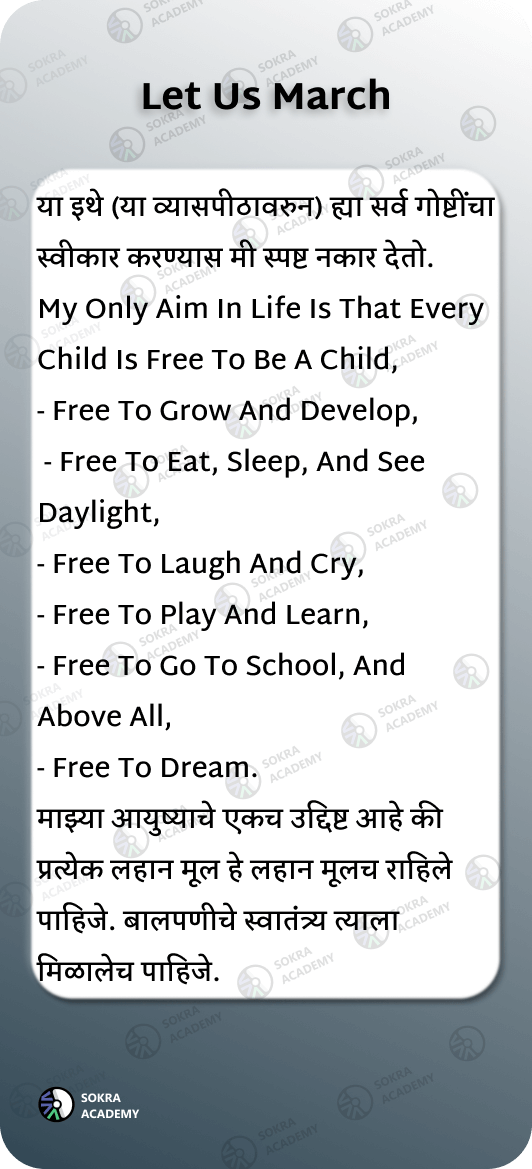 Let Us March
या इथे (या व्यासपीठावरुन) ह्या सर्व गोष्टींचा
स्वीकार करण्यास मी स्पष्ट नकार देतो.
My Only Aim In Life Is That Every
Child Is Free To Be A Child,
- Free To Grow And Develop,
- Free To Eat, Sleep, And See
Daylight,
- Free To Laugh And Cry,
- Free To Play And Learn,
- Free To Go To School, And
Above All,
- Free To Dream.
माझ्या आयुष्याचे एकच उद्दिष्ट आहे की
प्रत्येक लहान मूल हे लहान मूलच राहिले
पाहिजे. बालपणीचे स्वातंत्र्य त्याला
मिळालेच पाहिजे.
SOKRA
ACADEMY